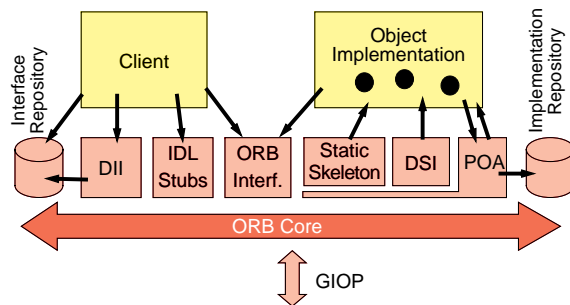 Interface
Repository
Client
Object
Implementation
Implementation
Repository
DII
IDL
Stubs
ORB
Interf.
Static
Skeleton
DSI
POA
ORB Core
GIOP